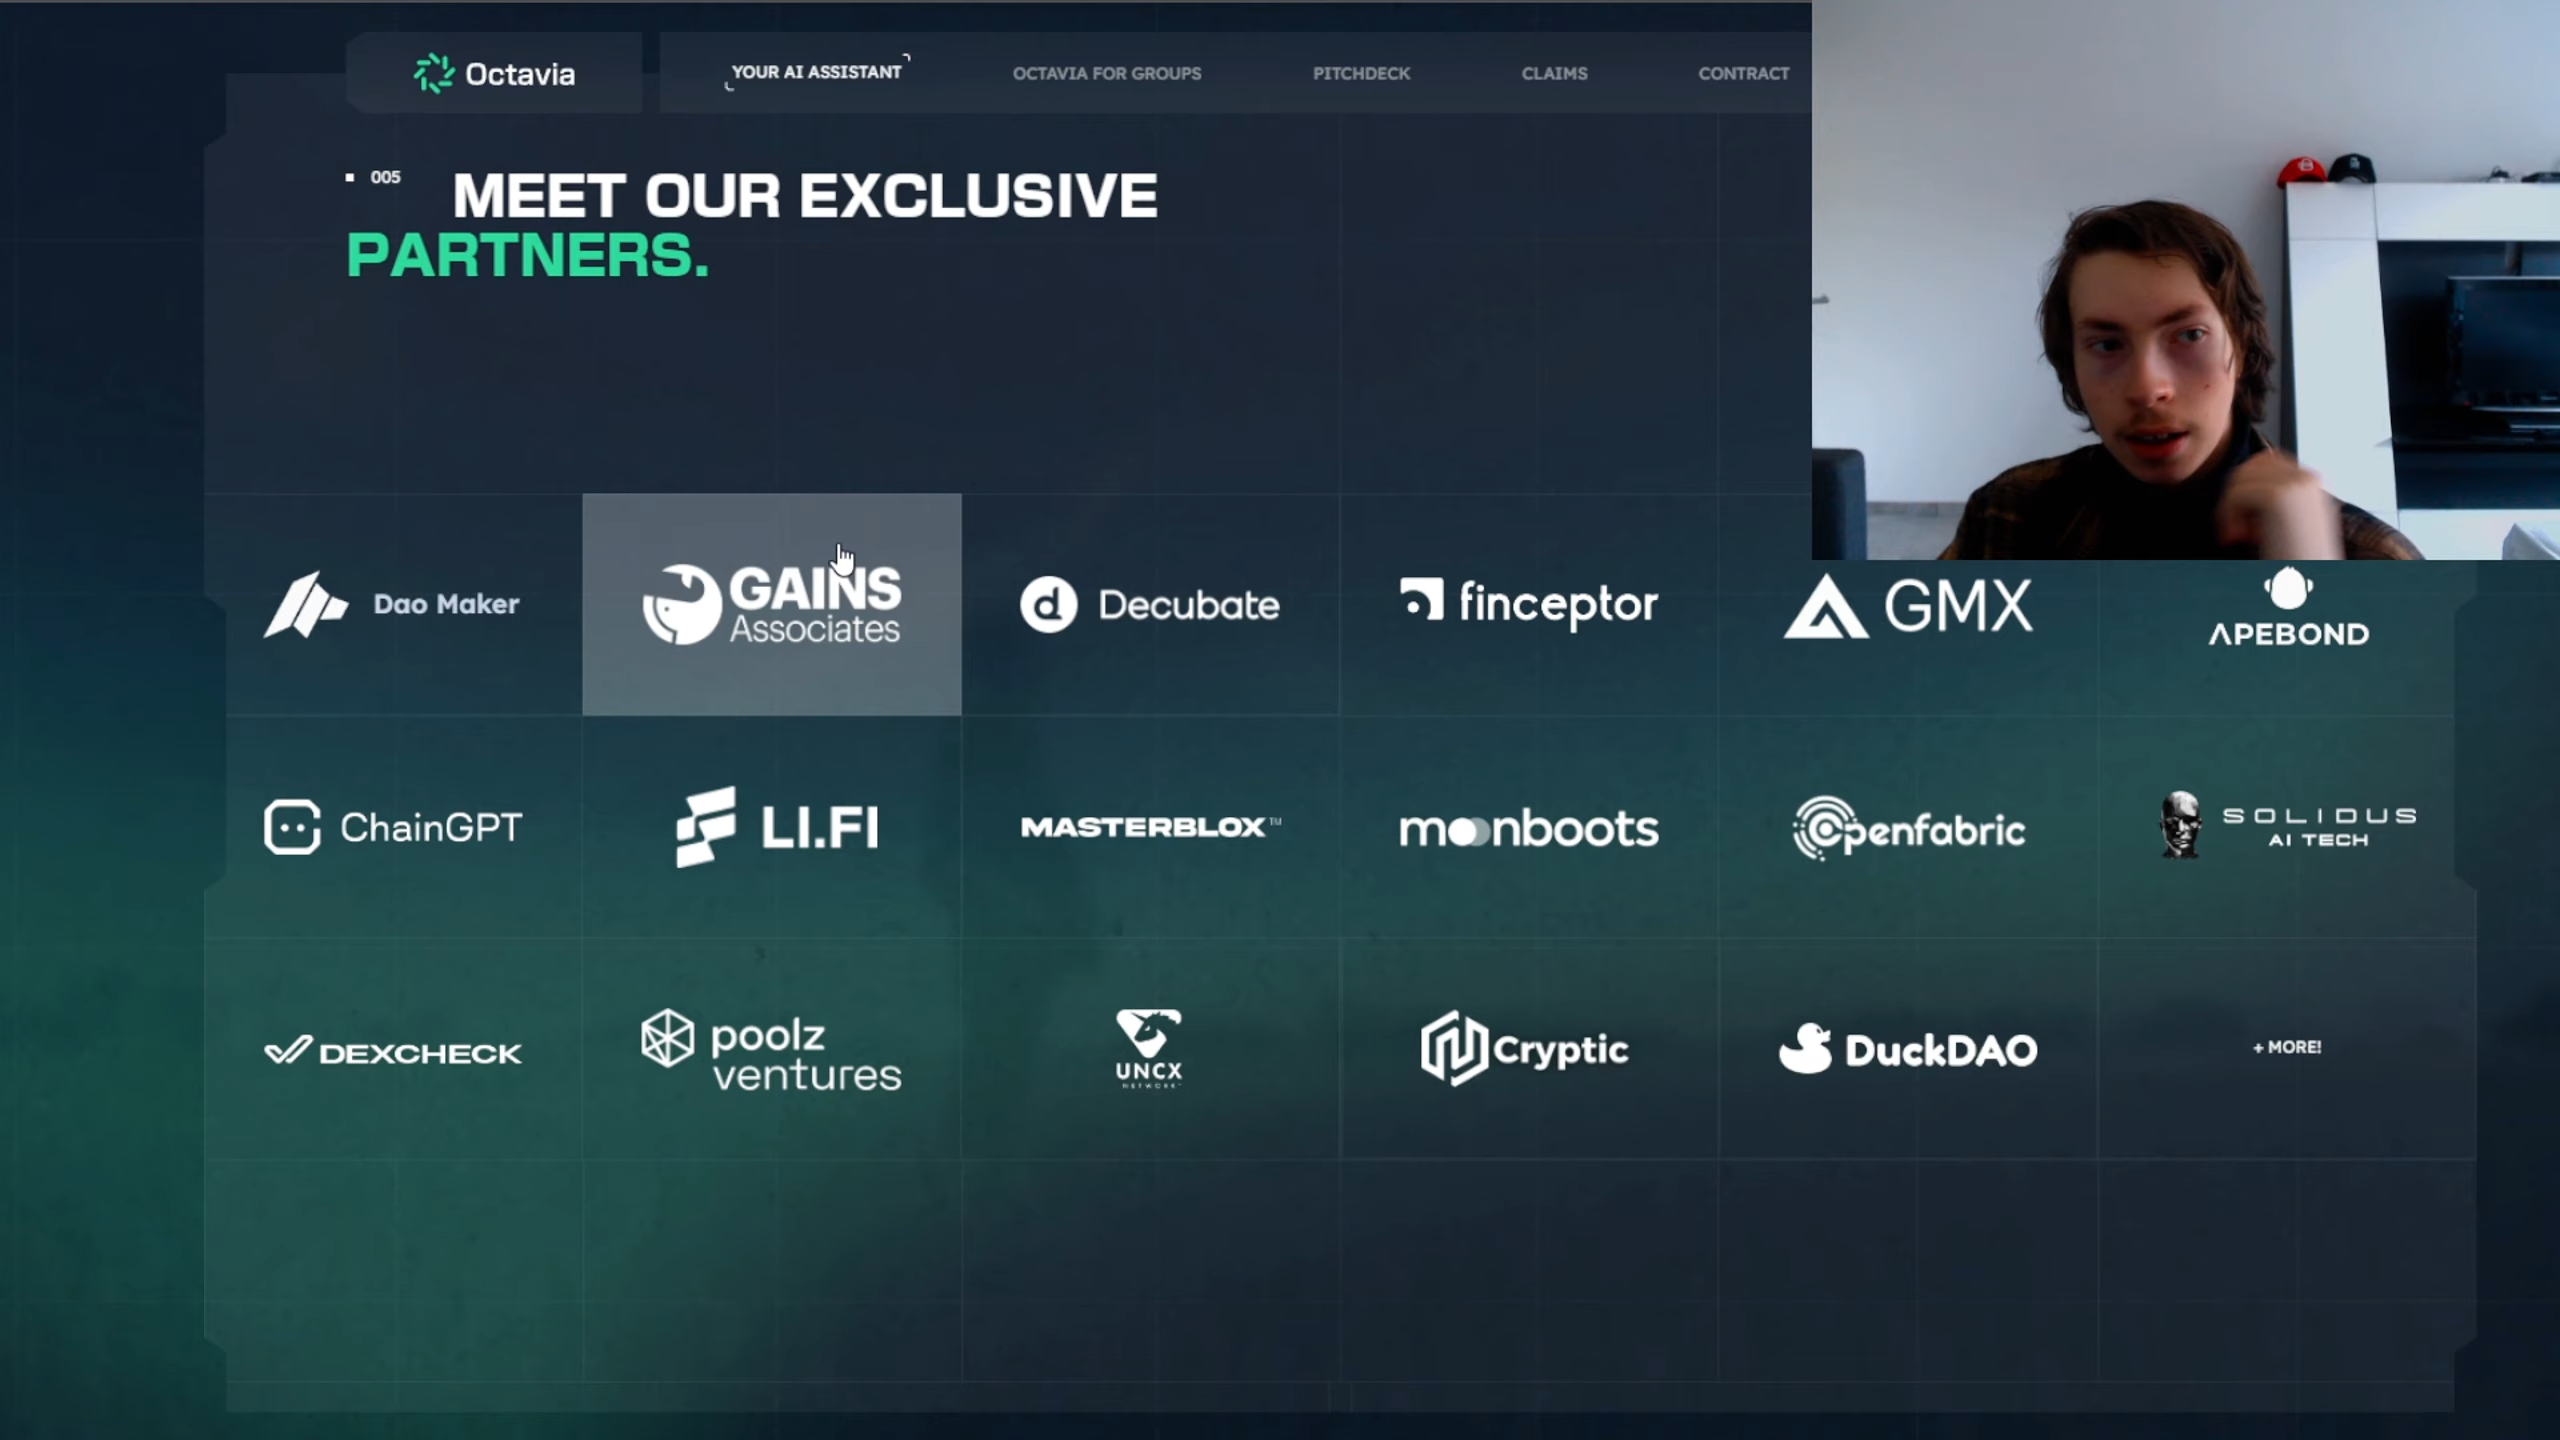 Octavia
YOUR AI ASSISTANT
OCTAVIA FOR GROUPS
PITCHDECK
CLAIMS
CONTRACT
005
MEET OUR EXCLUSIVE
PARTNERS.
Dao Maker
GAINS
Associates
Decubate
finceptor
GMX
APEBOND
ChainGPT
LI.FI
MASTERBLOX™
moonboots
Openfabric
SOLIDUS
AI TECH
DEXCHECK
poolz
ventures
UNCX
NETWORK
Cryptic
DuckDAO
+ MORE!